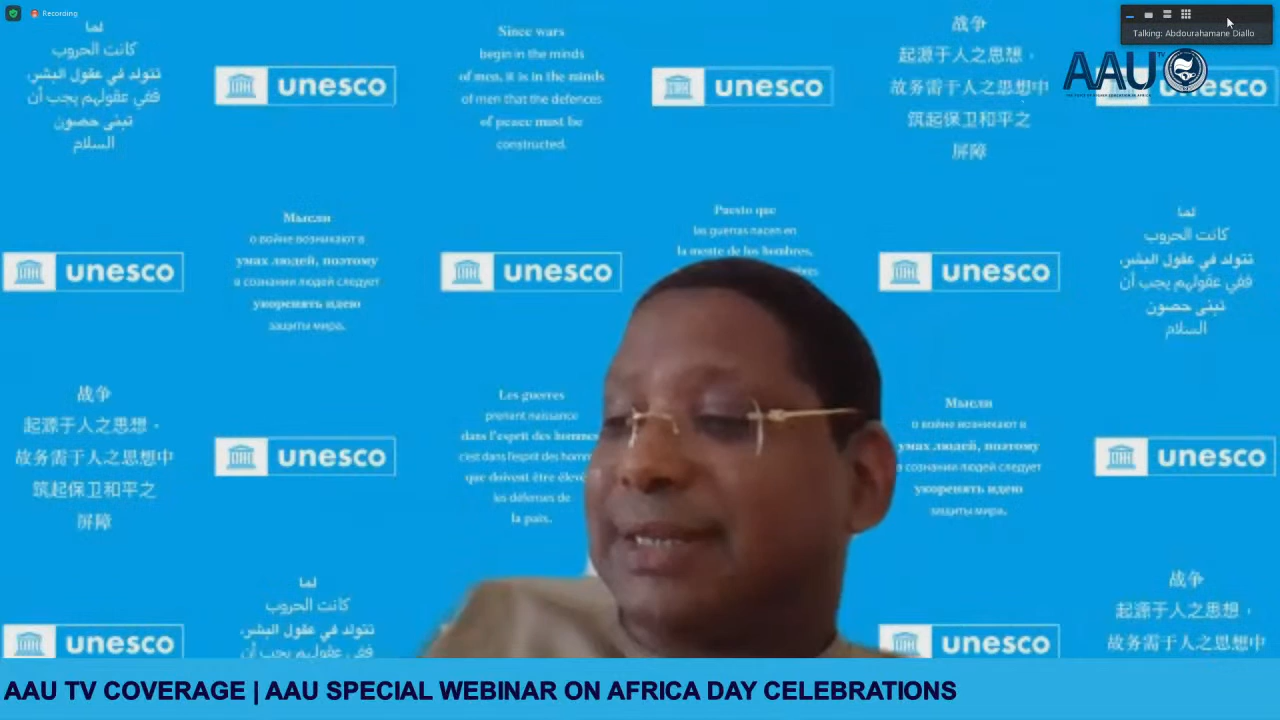 Recording
Talking: Abdourahamane Diallo
AAU
TV
لما
كانت الحروب
تتولد في عقول البشر،
ففي عقولهم يجب أن
تبنى حصون
السلام
unesco
Since wars
begin in the minds
of men, it is in the minds
of men that the defences
of peace must be
constructed.
unesco
战争
起源于人之思想，
故务需于人之思想中
筑起保卫和平之
屏障
unesco
unesco
Мысли
о войне возникают в
умах людей, поэтому
в сознании людей следует
укоренять идею
защиты мира.
unesco
Puesto que
las guerras nacen en
la mente de los hombres,
unesco
لما
كانت الحروب
تتولد في عقول البشر،
ففي عقولهم يجب أن
تبنى حصون
السلام
战争
起源于人之思想，
故务需于人之思想中
筑起保卫和平之
屏障
unesco
Les guerres
prenant naissance
dans l'esprit des hommes
c'est dans l'esprit des
que doivent être
les défenses de
la paix.
Мысли
о войне возникают в
умах людей, поэтому
в сознании людей следует
укоренять идею
защиты мира.
unesco
unesco
لما
كانت الحروب
تتولد في عقول البشر،
ففي عقولهم يجب أن
unesco
战争
起源于人之思想，
故务需于人之思想中
AAU TV COVERAGE | AAU SPECIAL WEBINAR ON AFRICA DAY CELEBRATIONS